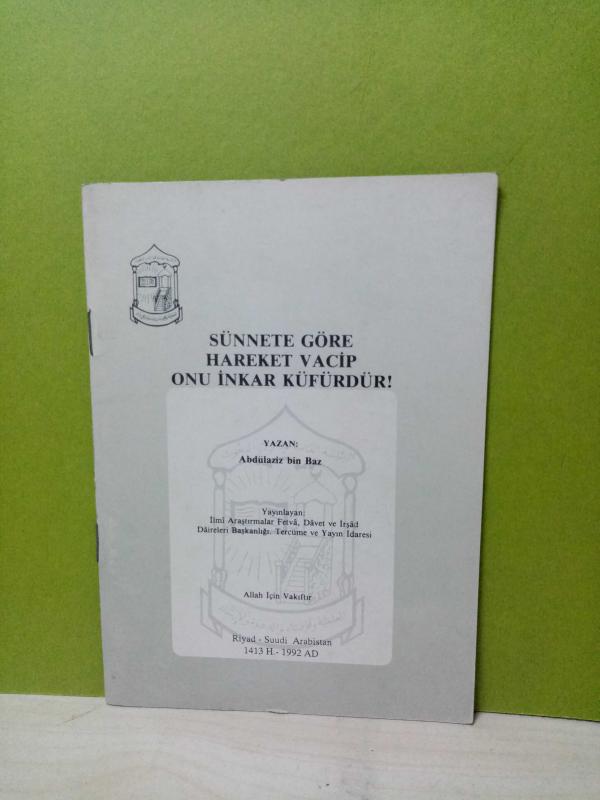 SÜNNETE GÖRE
HAREKET VACİP
ONU İNKAR KÜFÜRDÜR!
YAZAN:
Abdülaziz bin Baz
Yayınlayan:
İlmî Araştırmalar Fetvâ, Dâvet ve İrşâd
Dâireleri Başkanlığı. Tercüme ve Yayın İdaresi
Allah İçin Vakıftır
Riyad - Suudi Arabistan
1413 H.- 1992 AD